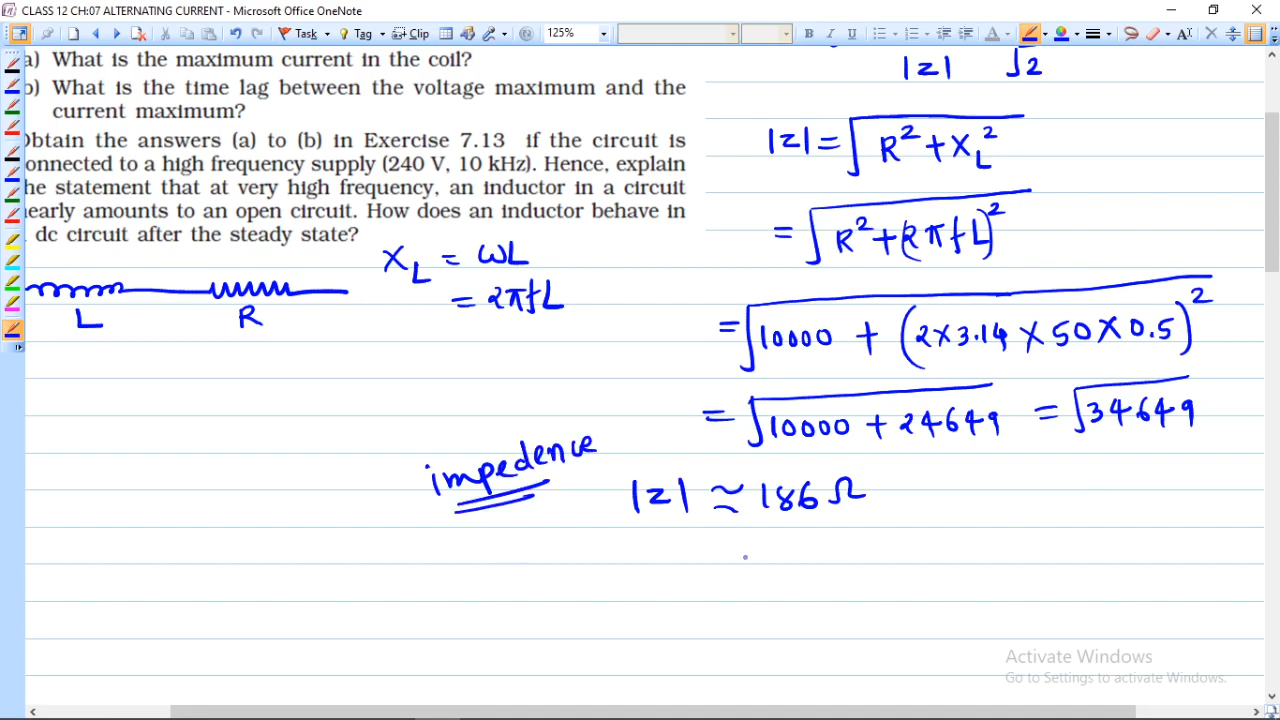 CLASS 12 CH:07 ALTERNATING CURRENT - Microsoft Office OneNote
Task Tag Clip 125% B I U
a) What is the maximum current in the coil?
b) What is the time lag between the voltage maximum and the
current maximum?
Obtain the answers (a) to (b) in Exercise 7.13 if the circuit is
connected to a high frequency supply (240 V, 10 kHz). Hence, explain
the statement that at very high frequency, an inductor in a circuit
nearly amounts to an open circuit. How does an inductor behave in
dc circuit after the steady state?
X_L = ωL
= 2πfL
L R
|z| √2
|z| = √R² + X_L²
= √R² + (2πfL)²
= √10000 + (2×3.14×50×0.5)²
= √10000 + 24649 = √34649
impedence
|z| ≈ 186 Ω
Activate Windows
Go to Settings to activate Windows.